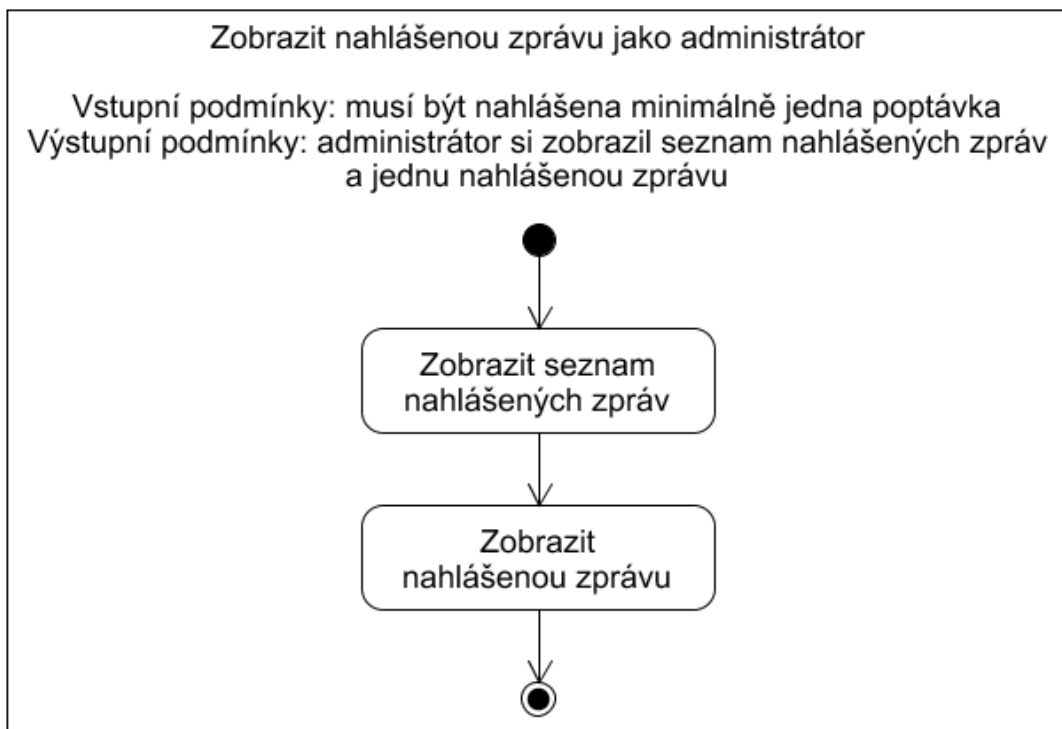 Zobrazit nahlášenou zprávu jako administrátor
Vstupní podmínky: musí být nahlášena minimálně jedna poptávka
Výstupní podmínky: administrátor si zobrazil seznam nahlášených zpráv
a jednu nahlášenou zprávu
Zobrazit seznam
nahlášených zpráv
Zobrazit
nahlášenou zprávu